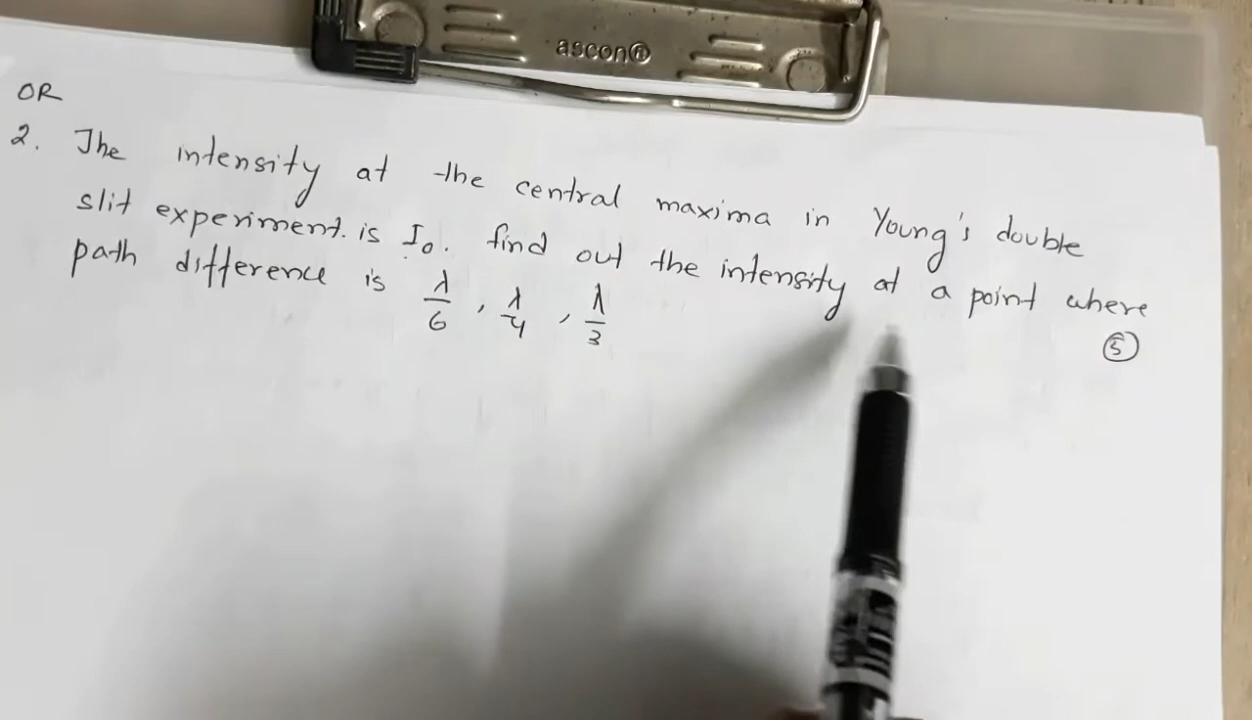 ascon®
OR
2. The intensity at the central maxima in Young's double
slit experiment. is I₀. find out the intensity at a point where
path difference is λ/6 , λ/4 , λ/3
5